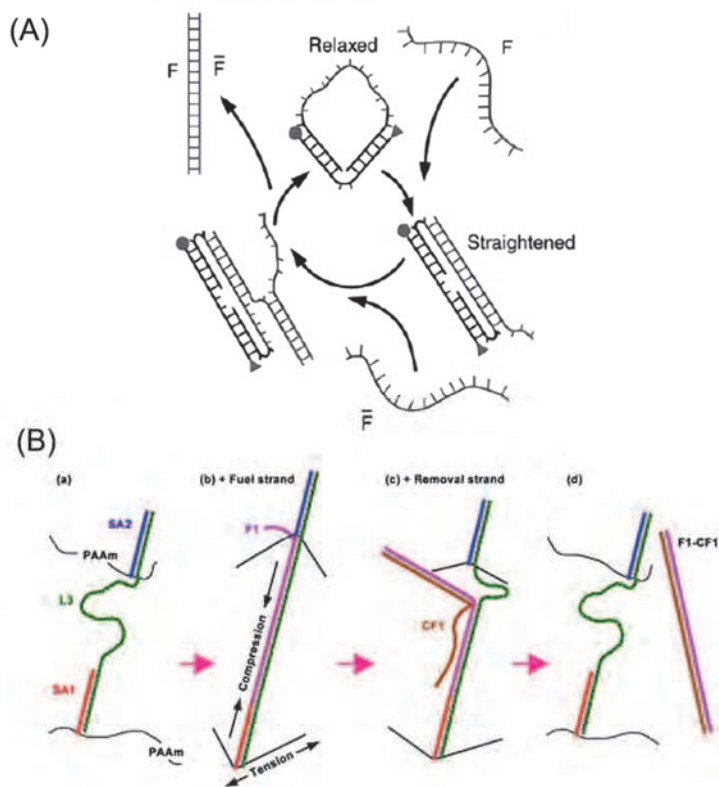 (A)
Relaxed
F
F F̅
Straightened
F̅
(B)
(a)
(b) + Fuel strand
(c) + Removal strand
(d)
SA2
PAAm
L3
SA1
PAAm
F1
Compression
Tension
CF1
F1-CF1